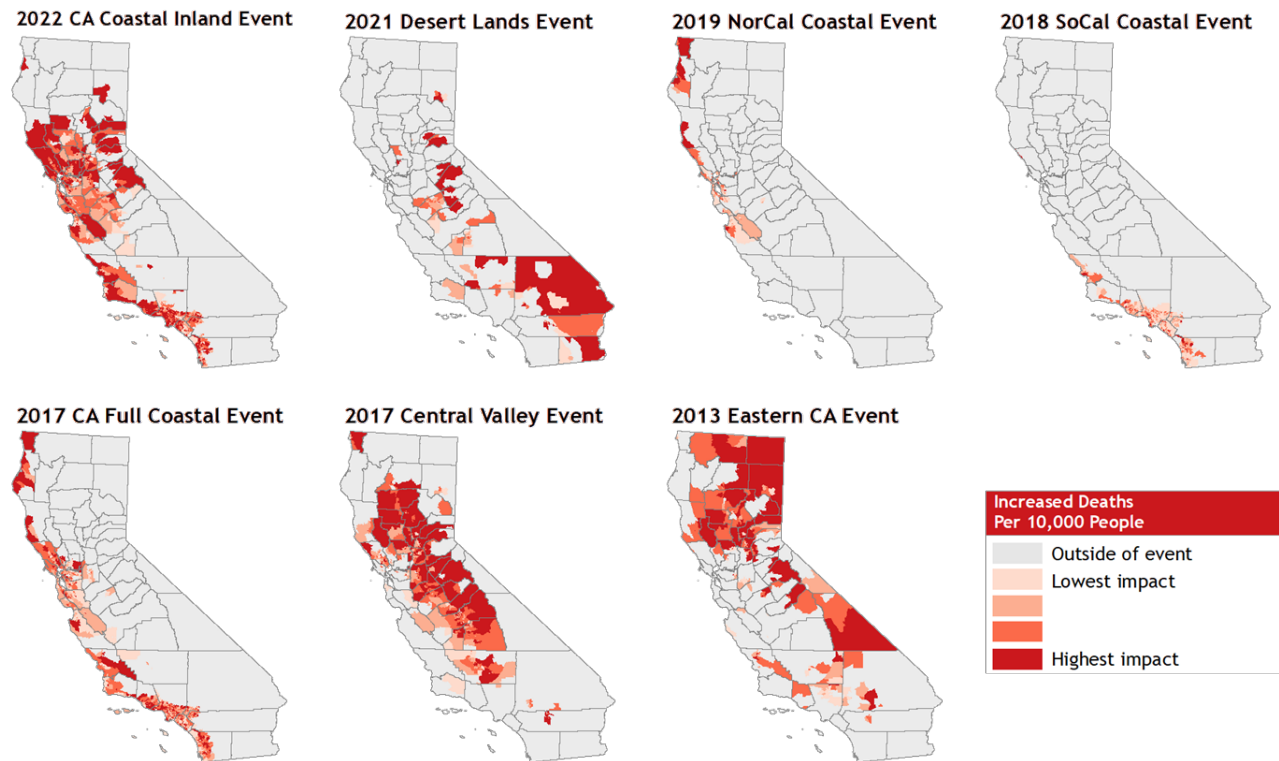 2022 CA Coastal Inland Event
2021 Desert Lands Event
2019 NorCal Coastal Event
2018 SoCal Coastal Event
2017 CA Full Coastal Event
2017 Central Valley Event
2013 Eastern CA Event
Increased Deaths
Per 10,000 People
Outside of event
Lowest impact
Highest impact